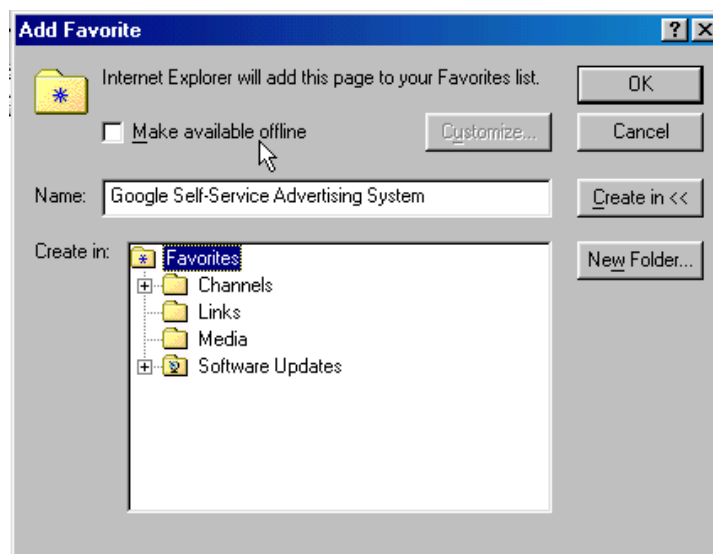 Add Favorite
Internet Explorer will add this page to your Favorites list.
OK
Make available offline
Customize...
Cancel
Name:
Google Self-Service Advertising System
Create in <<
Create in:
Favorites
New Folder...
Channels
Links
Media
Software Updates